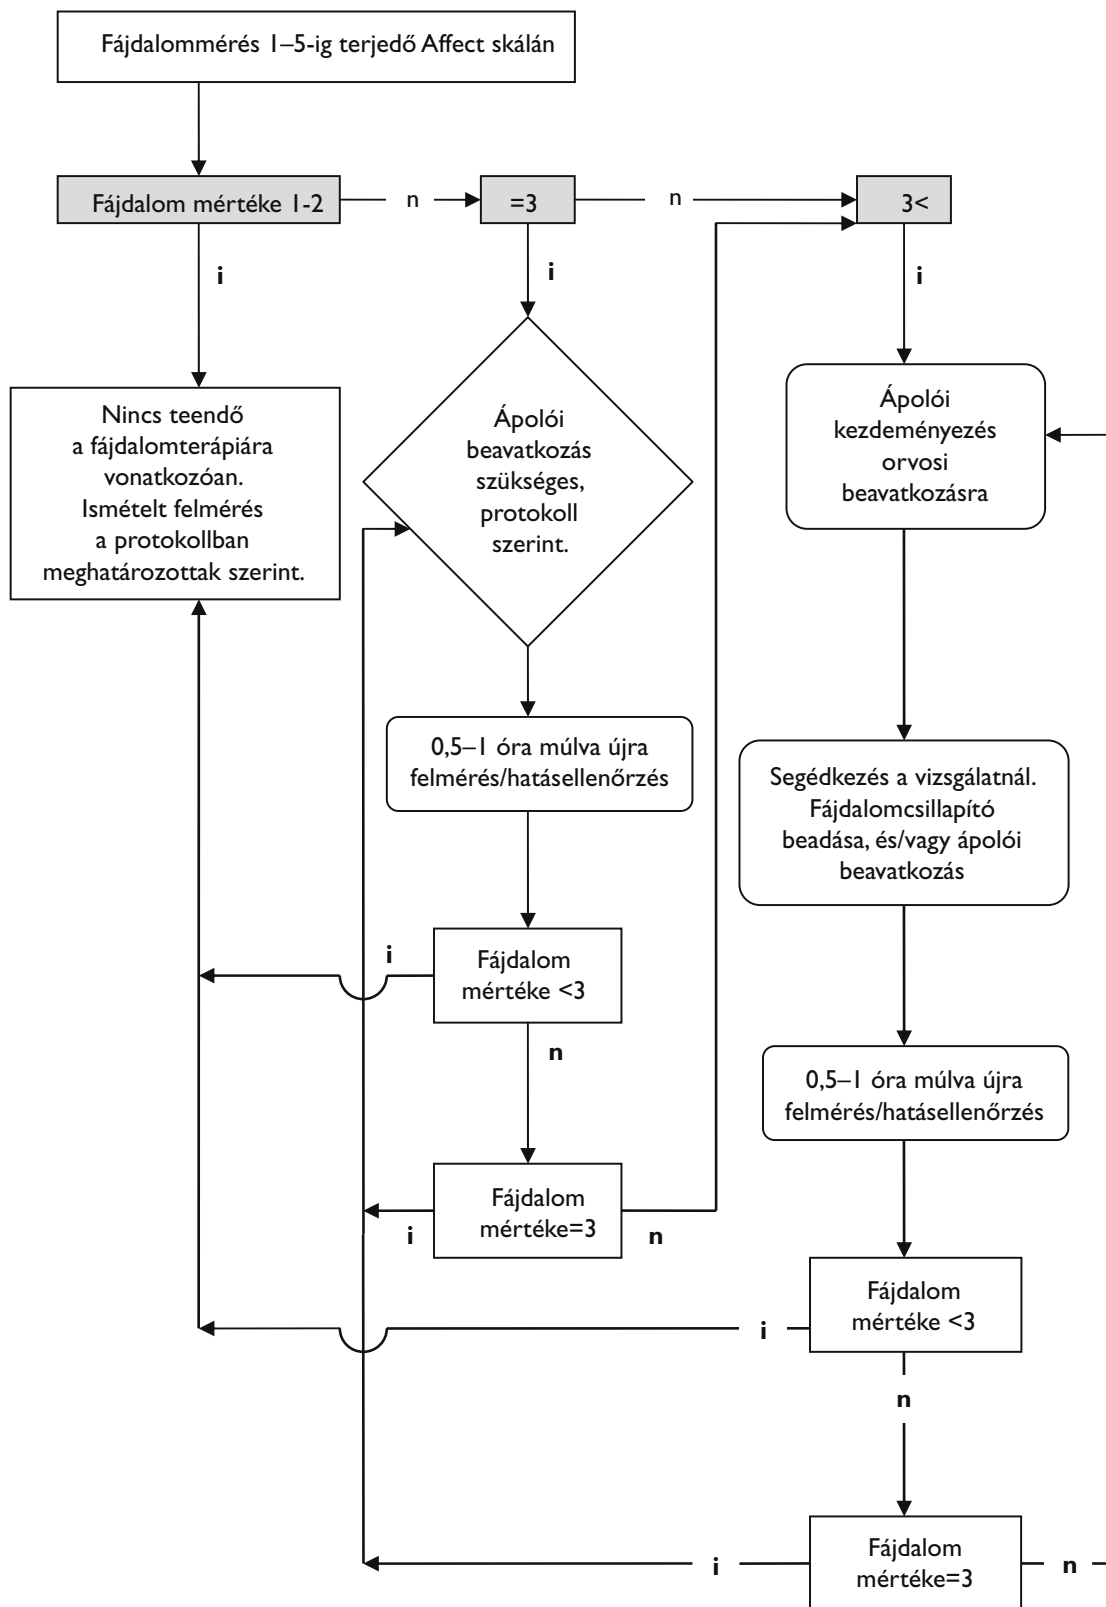 Fájdalommérés 1–5-ig terjedő Affect skálán
Fájdalom mértéke 1-2
n
=3
n
3<
i
i
i
Nincs teendő
a fájdalomterápiára
vonatkozóan.
Ismételt felmérés
a protokollban
meghatározottak szerint.
Ápolói
beavatkozás
szükséges,
protokoll
szerint.
Ápolói
kezdeményezés
orvosi
beavatkozásra
0,5–1 óra múlva újra
felmérés/hatásellenőrzés
Segédkezés a vizsgálatnál.
Fájdalomcsillapító
beadása, és/vagy ápolói
beavatkozás
i
Fájdalom
mértéke <3
n
0,5–1 óra múlva újra
felmérés/hatásellenőrzés
i
Fájdalom
mértéke=3
n
i
Fájdalom
mértéke <3
n
i
Fájdalom
mértéke=3
n